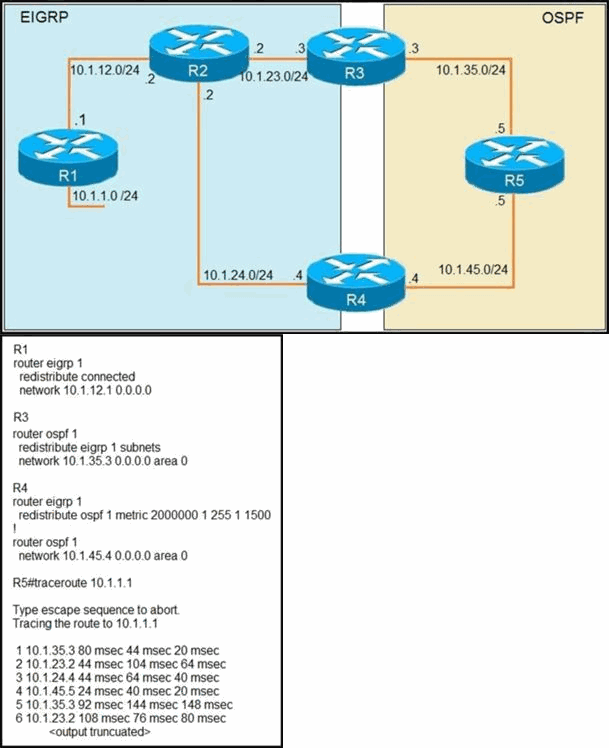 EIGRP
OSPF
.2
.3
.3
10.1.12.0/24
.2
R2
10.1.23.0/24
R3
10.1.35.0/24
.2
.1
.5
R1
R5
10.1.1.0 /24
.5
10.1.24.0/24
.4
.4
10.1.45.0/24
R4
R1
router eigrp 1
redistribute connected
network 10.1.12.1 0.0.0.0
R3
router ospf 1
redistribute eigrp 1 subnets
network 10.1.35.3 0.0.0.0 area 0
R4
router eigrp 1
redistribute ospf 1 metric 2000000 1 255 1 1500
!
router ospf 1
network 10.1.45.4 0.0.0.0 area 0
R5#traceroute 10.1.1.1
Type escape sequence to abort.
Tracing the route to 10.1.1.1
1 10.1.35.3 80 msec 44 msec 20 msec
2 10.1.23.2 44 msec 104 msec 64 msec
3 10.1.24.4 44 msec 64 msec 40 msec
4 10.1.45.5 24 msec 40 msec 20 msec
5 10.1.35.3 92 msec 144 msec 148 msec
6 10.1.23.2 108 msec 76 msec 80 msec
<output truncuated>